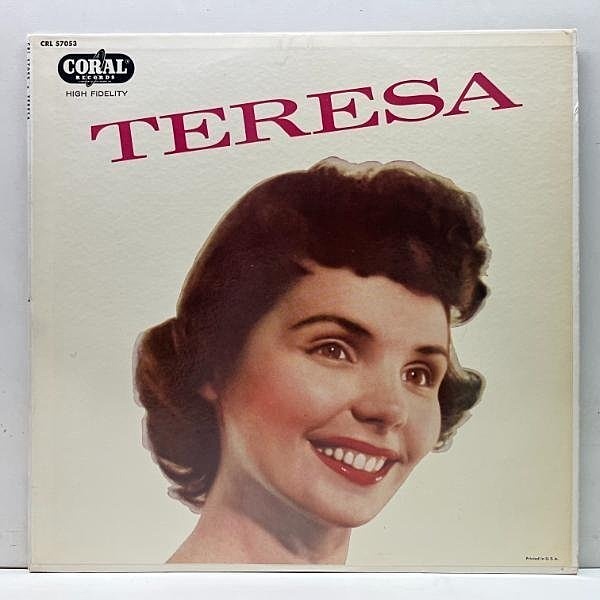 CRL 57053
CORAL
RECORDS
HIGH FIDELITY
TERESA
Printed in U.S.A.